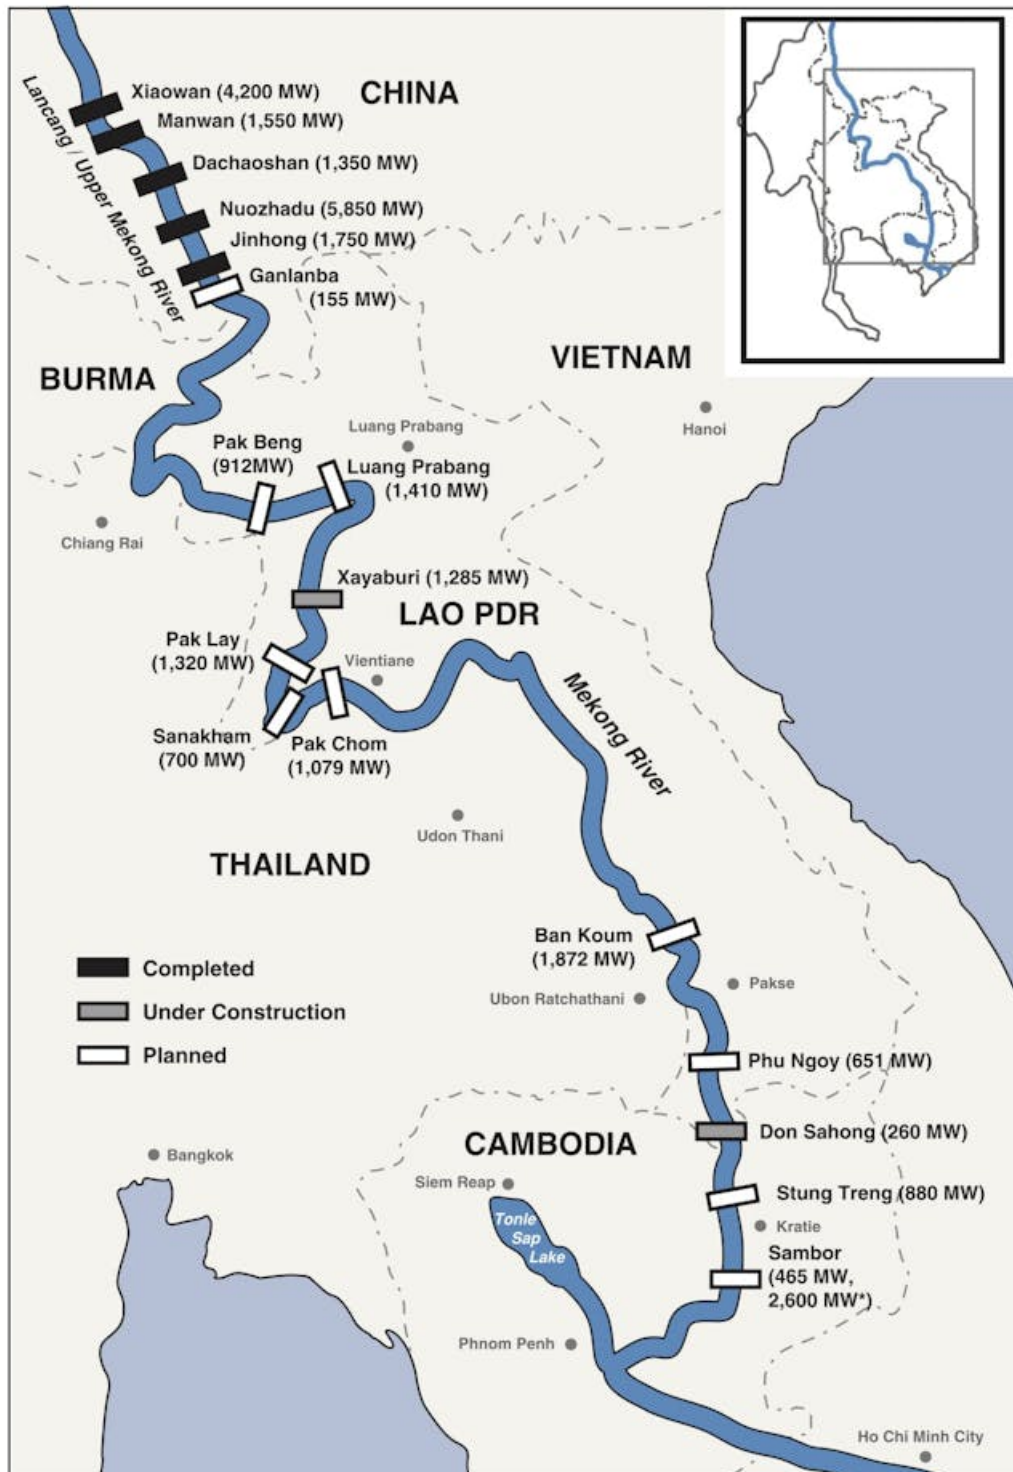 Xiaowan (4,200 MW)
CHINA
Manwan (1,550 MW)
Lancang / Upper Mekong River
Dachaoshan (1,350 MW)
Nuozhadu (5,850 MW)
Jinhong (1,750 MW)
Ganlanba
(155 MW)
BURMA
VIETNAM
Hanoi
Luang Prabang
Pak Beng
(912MW)
Luang Prabang
(1,410 MW)
Chiang Rai
Xayaburi (1,285 MW)
LAO PDR
Pak Lay
(1,320 MW)
Vientiane
Mekong River
Sanakham
(700 MW)
Pak Chom
(1,079 MW)
Udon Thani
THAILAND
Ban Koum
(1,872 MW)
Completed
Under Construction
Planned
Ubon Ratchathani
Pakse
Phu Ngoy (651 MW)
CAMBODIA
Don Sahong (260 MW)
Bangkok
Siem Reap
Stung Treng (880 MW)
Tonle
Sap
Lake
Kratie
Sambor
(465 MW,
2,600 MW*)
Phnom Penh
Ho Chi Minh City